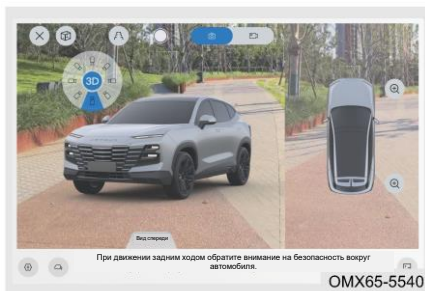 3D
Вид спереди
При движении задним ходом обратите внимание на безопасность вокруг
автомобиля.
OMX65-5540